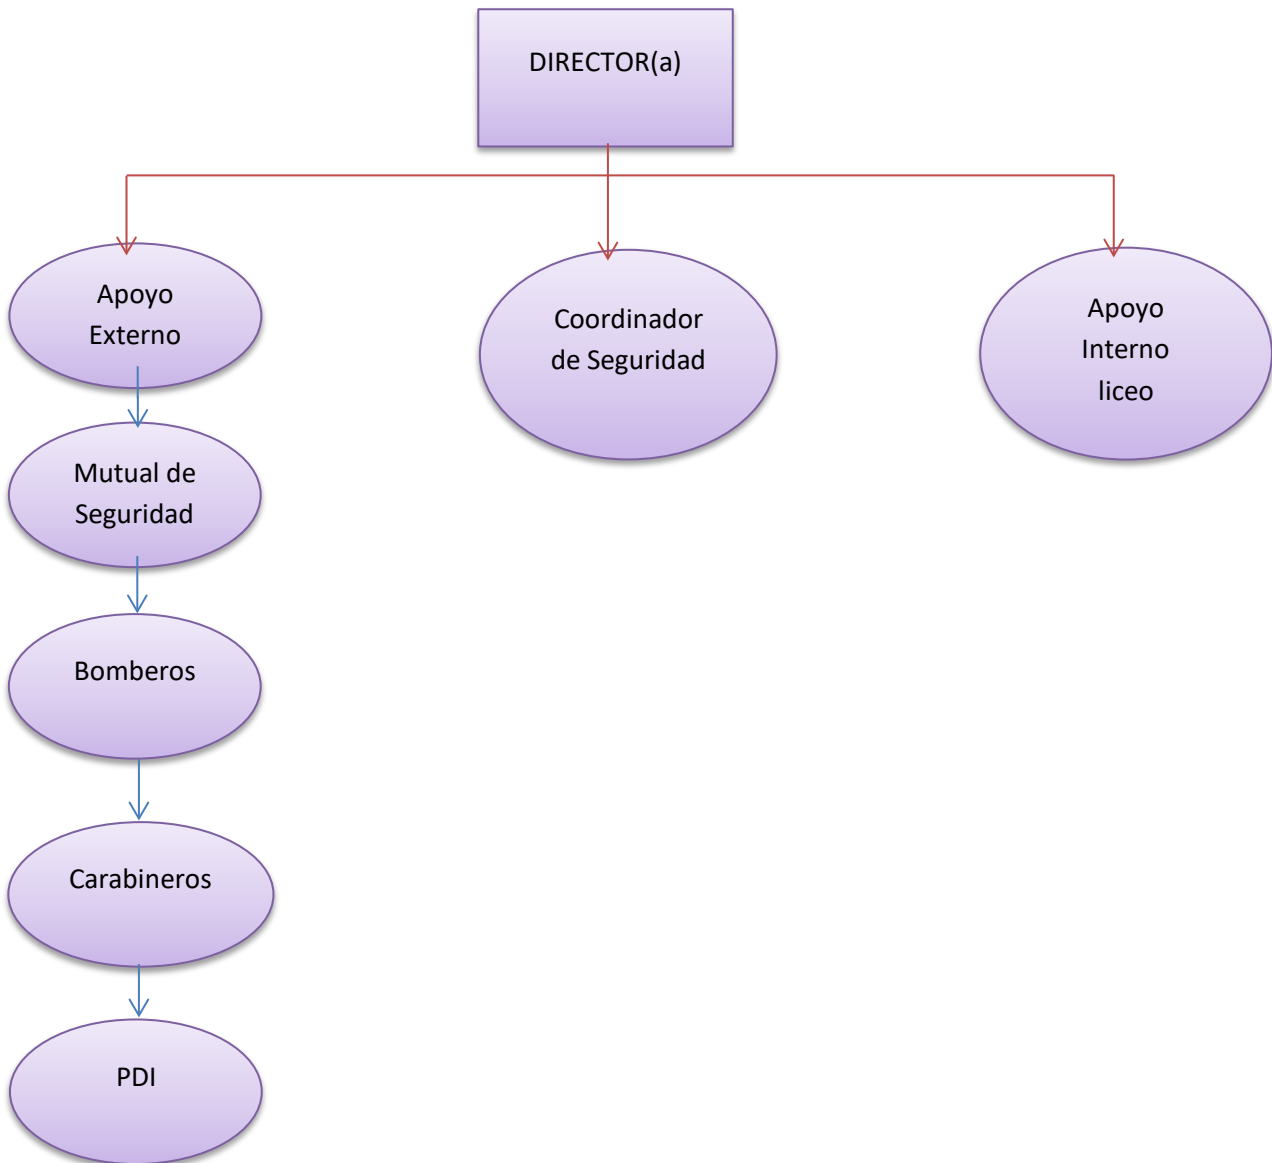 DIRECTOR(a)
Apoyo
Externo
Coordinador
de Seguridad
Apoyo
Interno
liceo
Mutual de
Seguridad
Bomberos
Carabineros
PDI